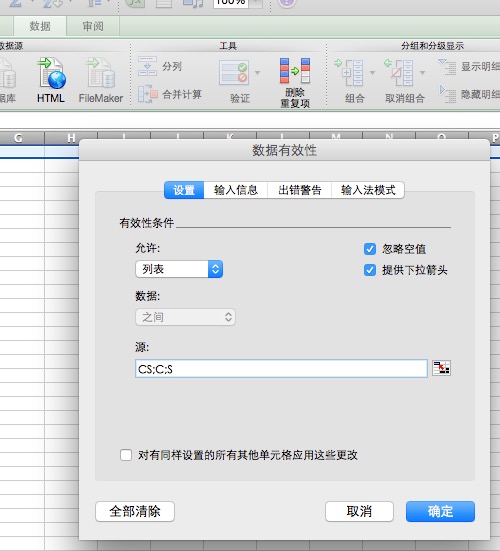 100%
数据
审阅
数据源
工具
分组和分级显示
据库
HTML
FileMaker
分列
合并计算
验证
删除
重复项
组合
取消组合
显示明细
隐藏明细
G H I J K L M N O P
数据有效性
设置 输入信息 出错警告 输入法模式
有效性条件
允许:
忽略空值
列表
提供下拉箭头
数据:
之间
源:
CS;C;S
对有同样设置的所有其他单元格应用这些更改
全部清除 取消 确定